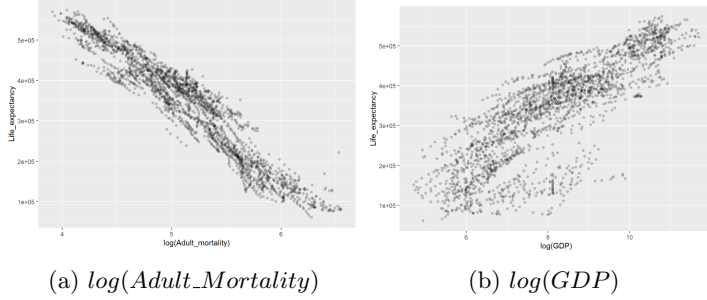 5e+05
4e+05
3e+05
2e+05
1e+05
Life_expectancy
4
5
6
log(Adult_mortality)
(a) log(Adult_Mortality)
5e+05
4e+05
3e+05
2e+05
1e+05
Life_expectancy
6
8
10
log(GDP)
(b) log(GDP)